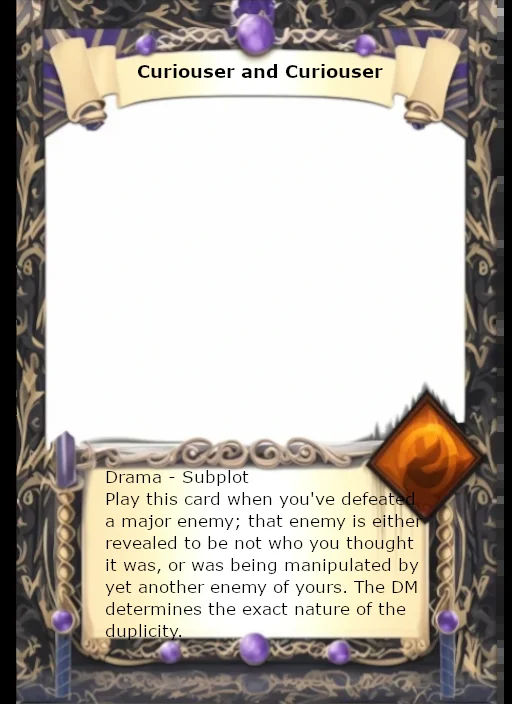 Curiouser and Curiouser
Drama - Subplot
Play this card when you've defeated
a major enemy; that enemy is either
revealed to be not who you thought
it was, or was being manipulated by
yet another enemy of yours. The DM
determines the exact nature of the
duplicity.